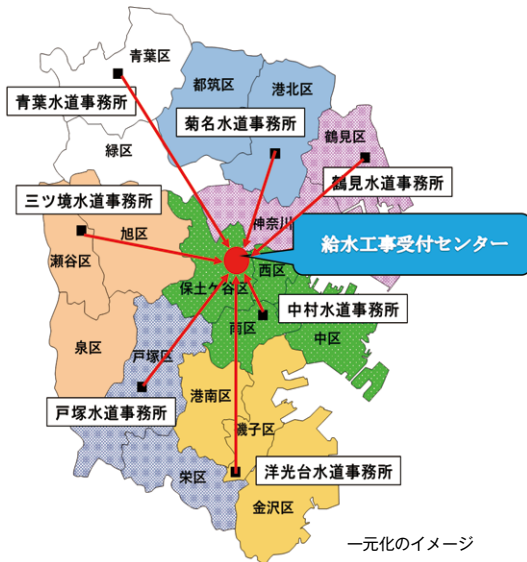 青葉区
青葉水道事務所
都筑区
港北区
菊名水道事務所
鶴見区
鶴見水道事務所
緑区
三ツ境水道事務所
旭区
神奈川
給水工事受付センター
瀬谷区
西区
保土ケ谷区
中村水道事務所
南区
中区
泉区
戸塚区
港南区
戸塚水道事務所
磯子区
栄区
洋光台水道事務所
金沢区
一元化のイメージ